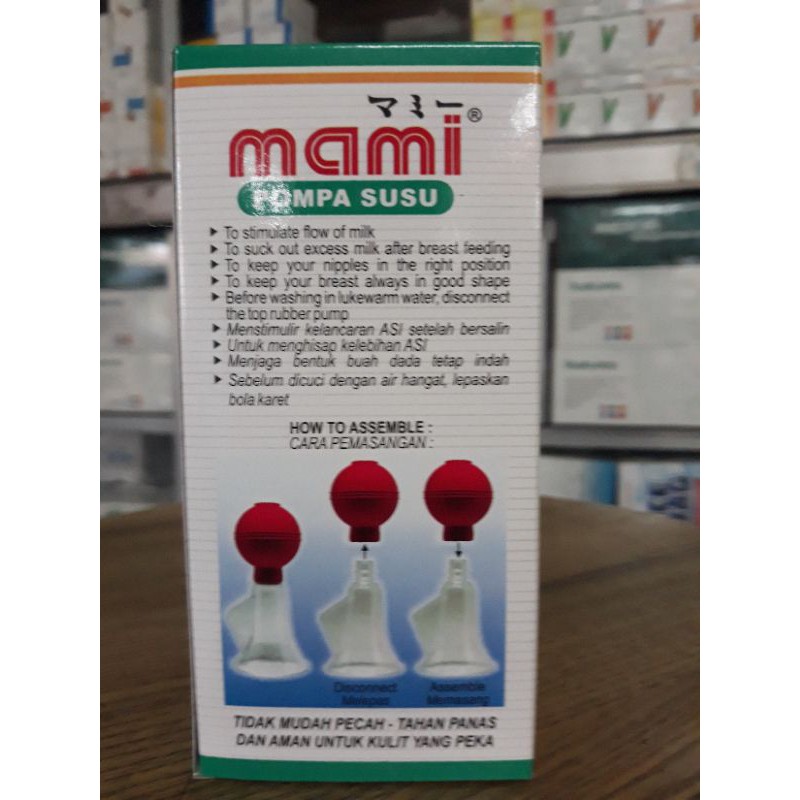 マミー
mami®
POMPA SUSU
To stimulate flow of milk
To suck out excess milk after breast feeding
To keep your nipples in the right position
To keep your breast always in good shape
Before washing in lukewarm water, disconnect
the top rubber pump
Menstimulir kelancaran ASI setelah bersalin
Untuk menghisap kelebihan ASI
Menjaga bentuk buah dada tetap indah
Sebelum dicuci dengan air hangat, lepaskan
bola karet
HOW TO ASSEMBLE :
CARA PEMASANGAN :
Disconnect Assemble
Melepas Memasang
TIDAK MUDAH PECAH - TAHAN PANAS
DAN AMAN UNTUK KULIT YANG PEKA